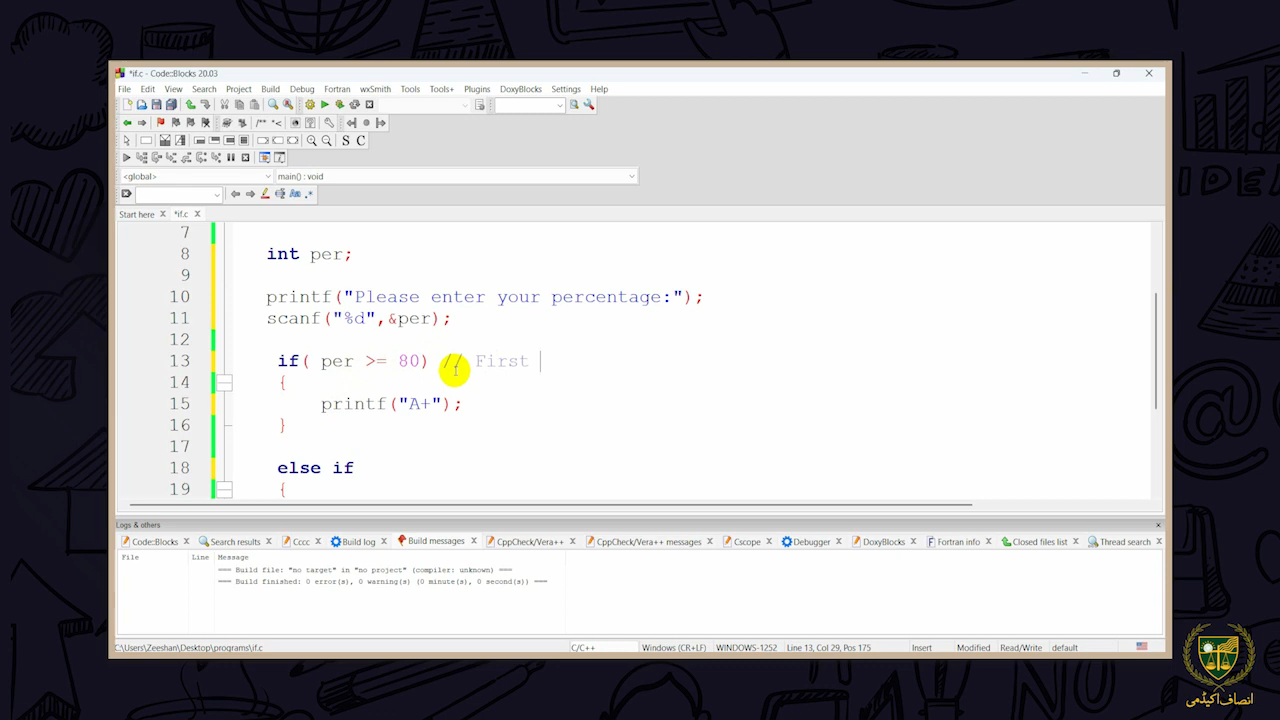 *if.c - Code::Blocks 20.03
File Edit View Search Project Build Debug Fortran wxSmith Tools Tools+ Plugins DoxyBlocks Settings Help
S C
<global> main() : void
Start here X *if.c X
7
8 int per;
9
10 printf("Please enter your percentage:");
11 scanf("%d",&per);
12
13 if( per >= 80) // First
14 {
15 printf("A+");
16 }
17
18 else if
19 {
Logs & others
Code::Blocks X Search results X Cccc X Build log X Build messages X CppCheck/Vera++ X CppCheck/Vera++ messages X Cscope X Debugger X DoxyBlocks X Fortran info X Closed files list X Thread search X
File Line Message
=== Build file: "no target" in "no project" (compiler: unknown) ===
=== Build finished: 0 error(s), 0 warning(s) (0 minute(s), 0 second(s)) ===
C:\Users\Zeeshan\Desktop\programs\if.c C/C++ Windows (CR+LF) WINDOWS-1252 Line 13, Col 29, Pos 175 Insert Modified Read/Write default
IDEA
NO
انصاف اکیڈمی